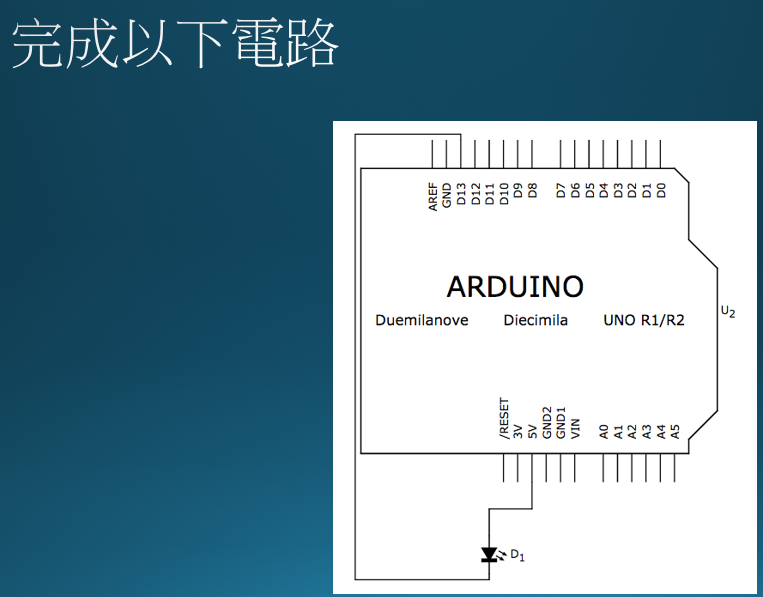 完成以下電路
AREF GND D13 D12 D11 D10 D9 D8 D7 D6 D5 D4 D3 D2 D1 D0
ARDUINO
Duemilanove Diecimila UNO R1/R2
U2
/RESET 3V 5V GND2 GND1 VIN A0 A1 A2 A3 A4 A5
D1